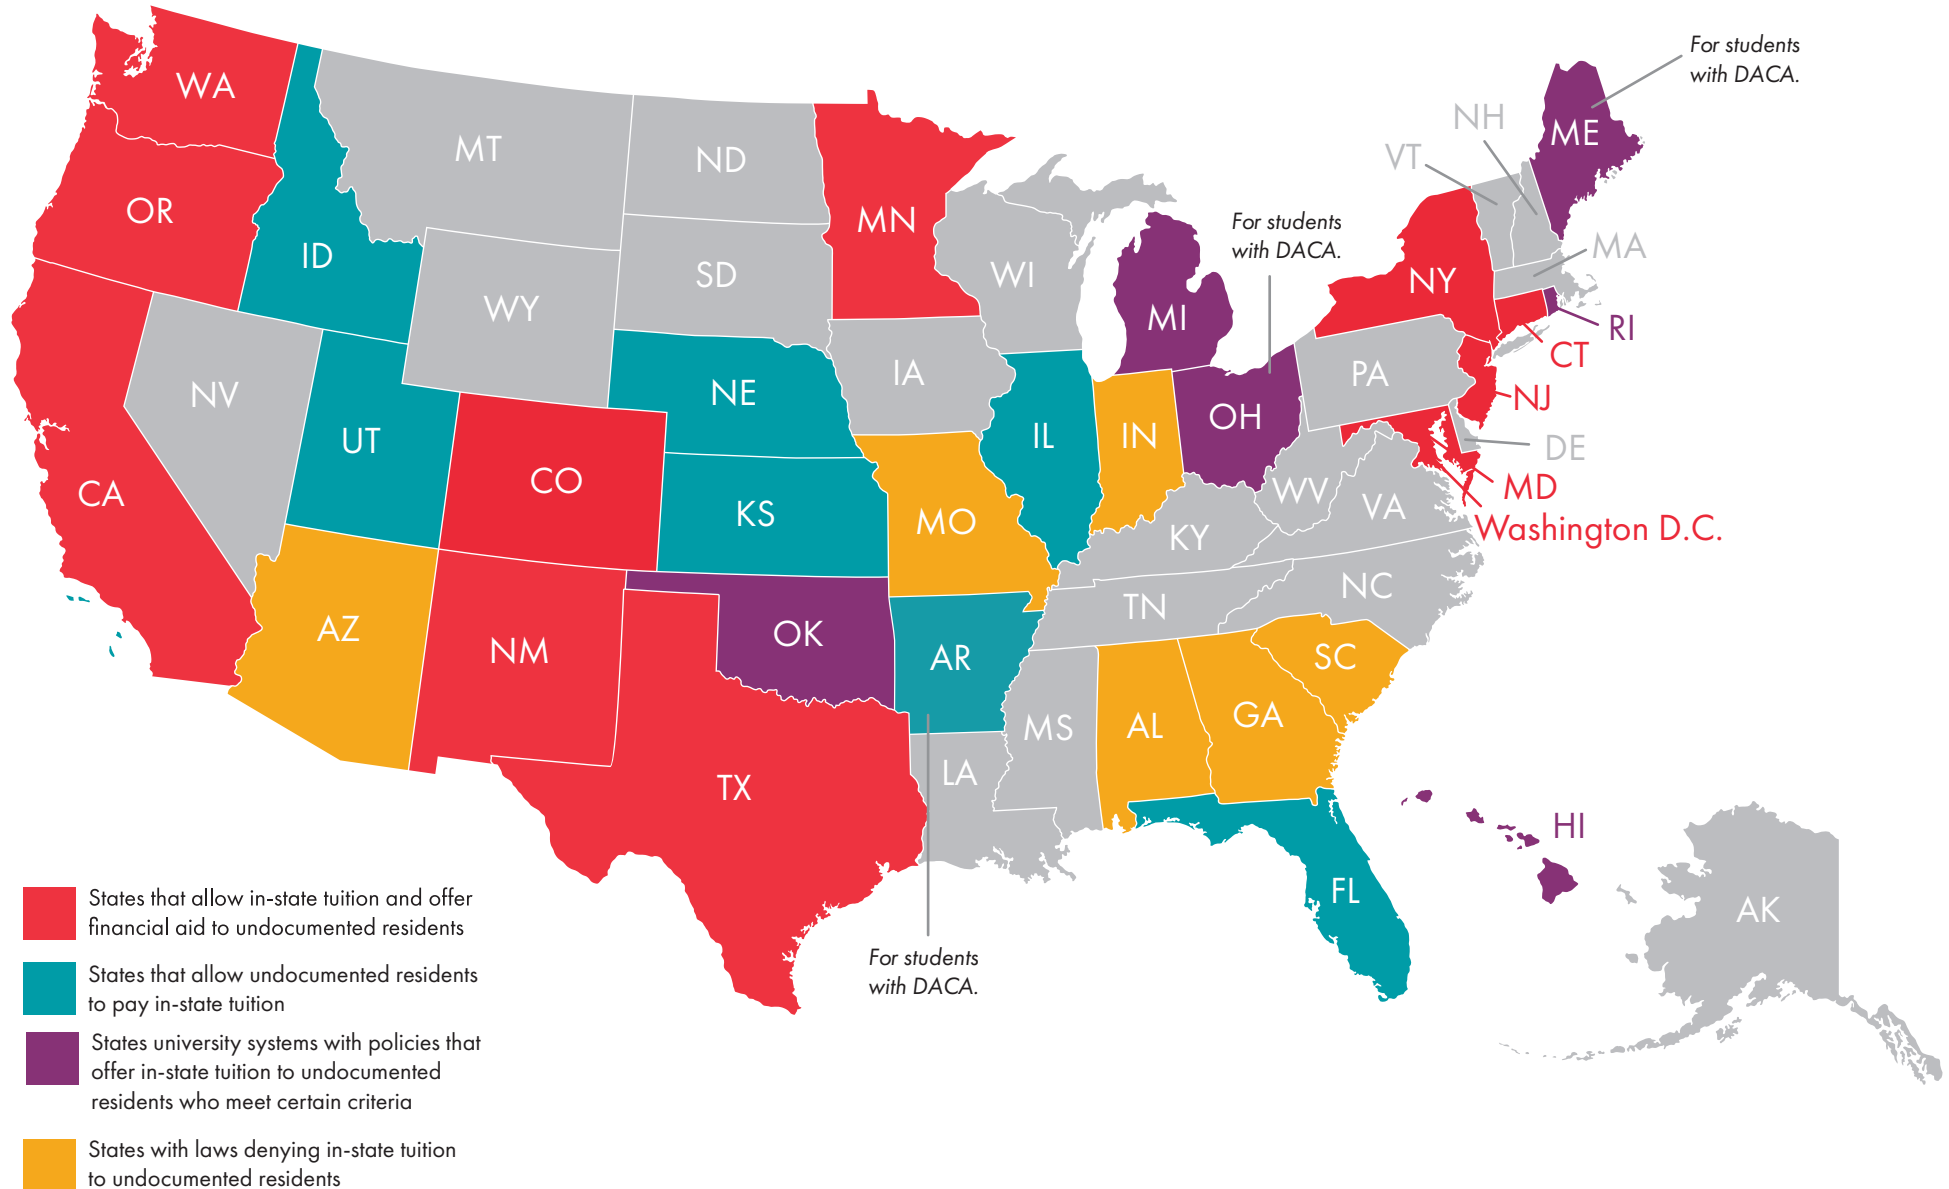 For students
with DACA.
WA
MT
ND
MN
OR
ID
SD
WY
WI
For students
with DACA.
NH
VT
ME
MA
NY
MI
RI
CT
NV
UT
NE
IA
IL
IN
OH
PA
NJ
DE
MD
Washington D.C.
CA
CO
KS
MO
KY
WV
VA
AZ
NM
OK
AR
TN
NC
SC
TX
LA
MS
AL
GA
FL
HI
AK
For students
with DACA.
States that allow in-state tuition and offer
financial aid to undocumented residents
States that allow undocumented residents
to pay in-state tuition
States university systems with policies that
offer in-state tuition to undocumented
residents who meet certain criteria
States with laws denying in-state tuition
to undocumented residents